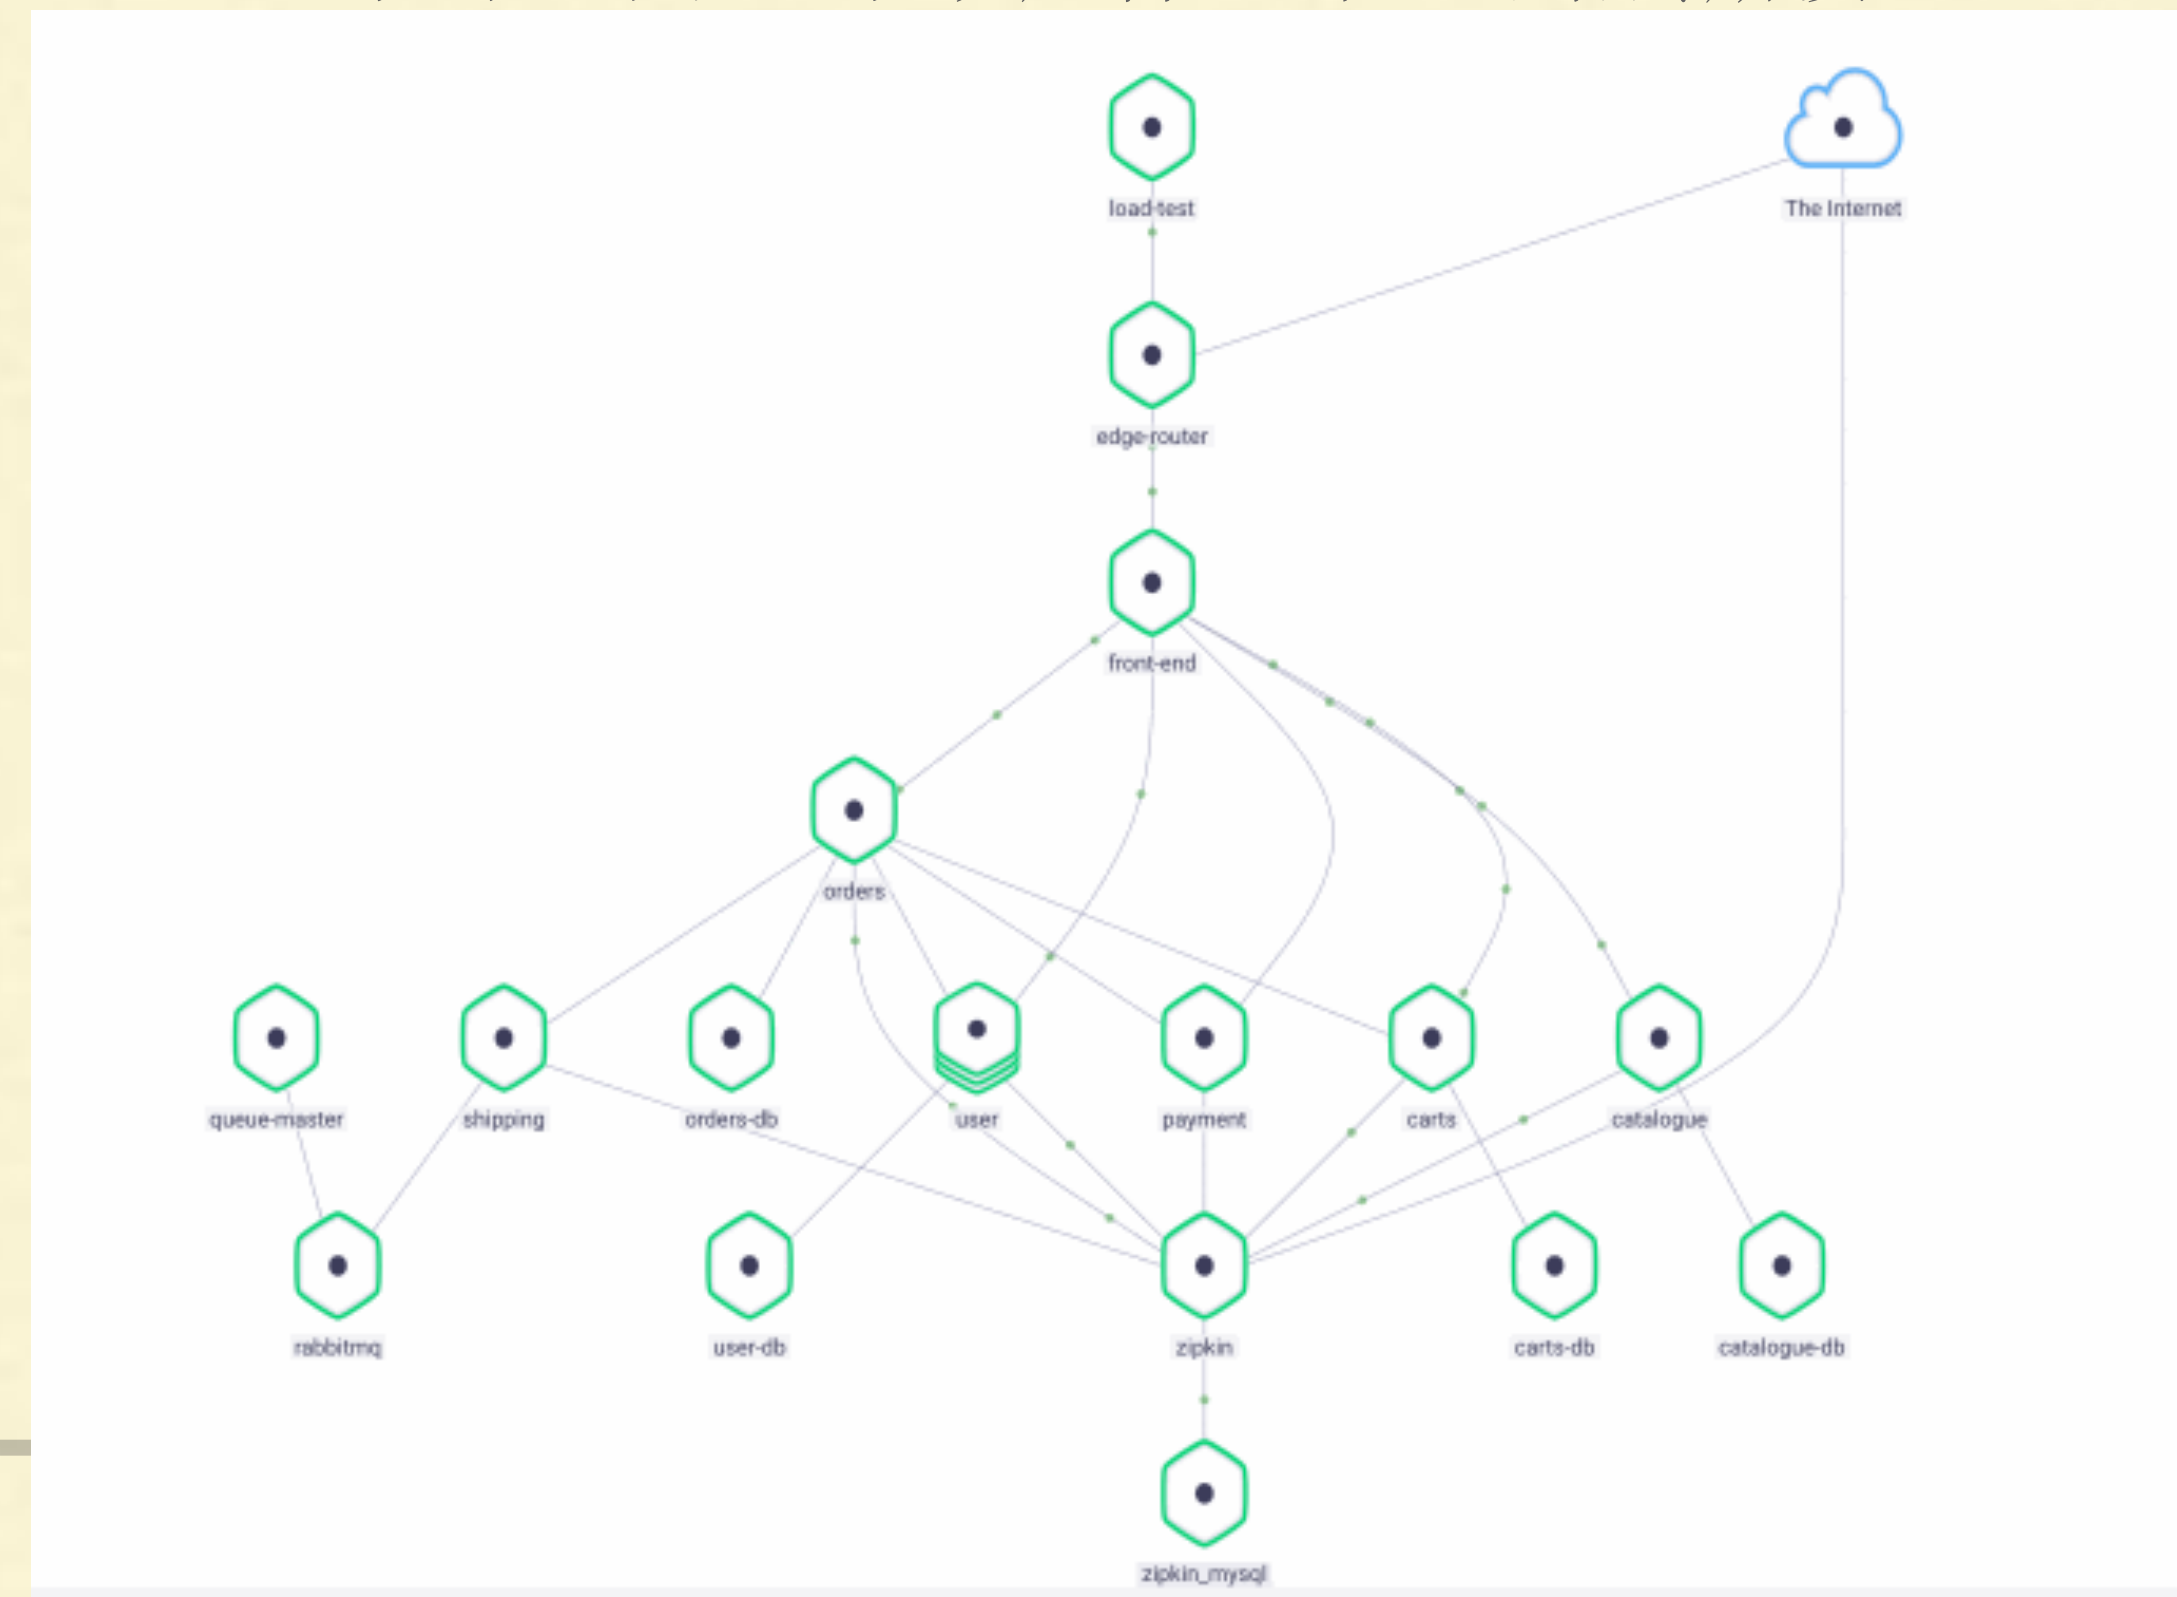 load-test
The Internet
edge-router
front-end
orders
queue-master
shipping
orders-db
user
payment
carts
catalogue
rabbitmq
user-db
zipkin
carts-db
catalogue-db
zipkin_mysql